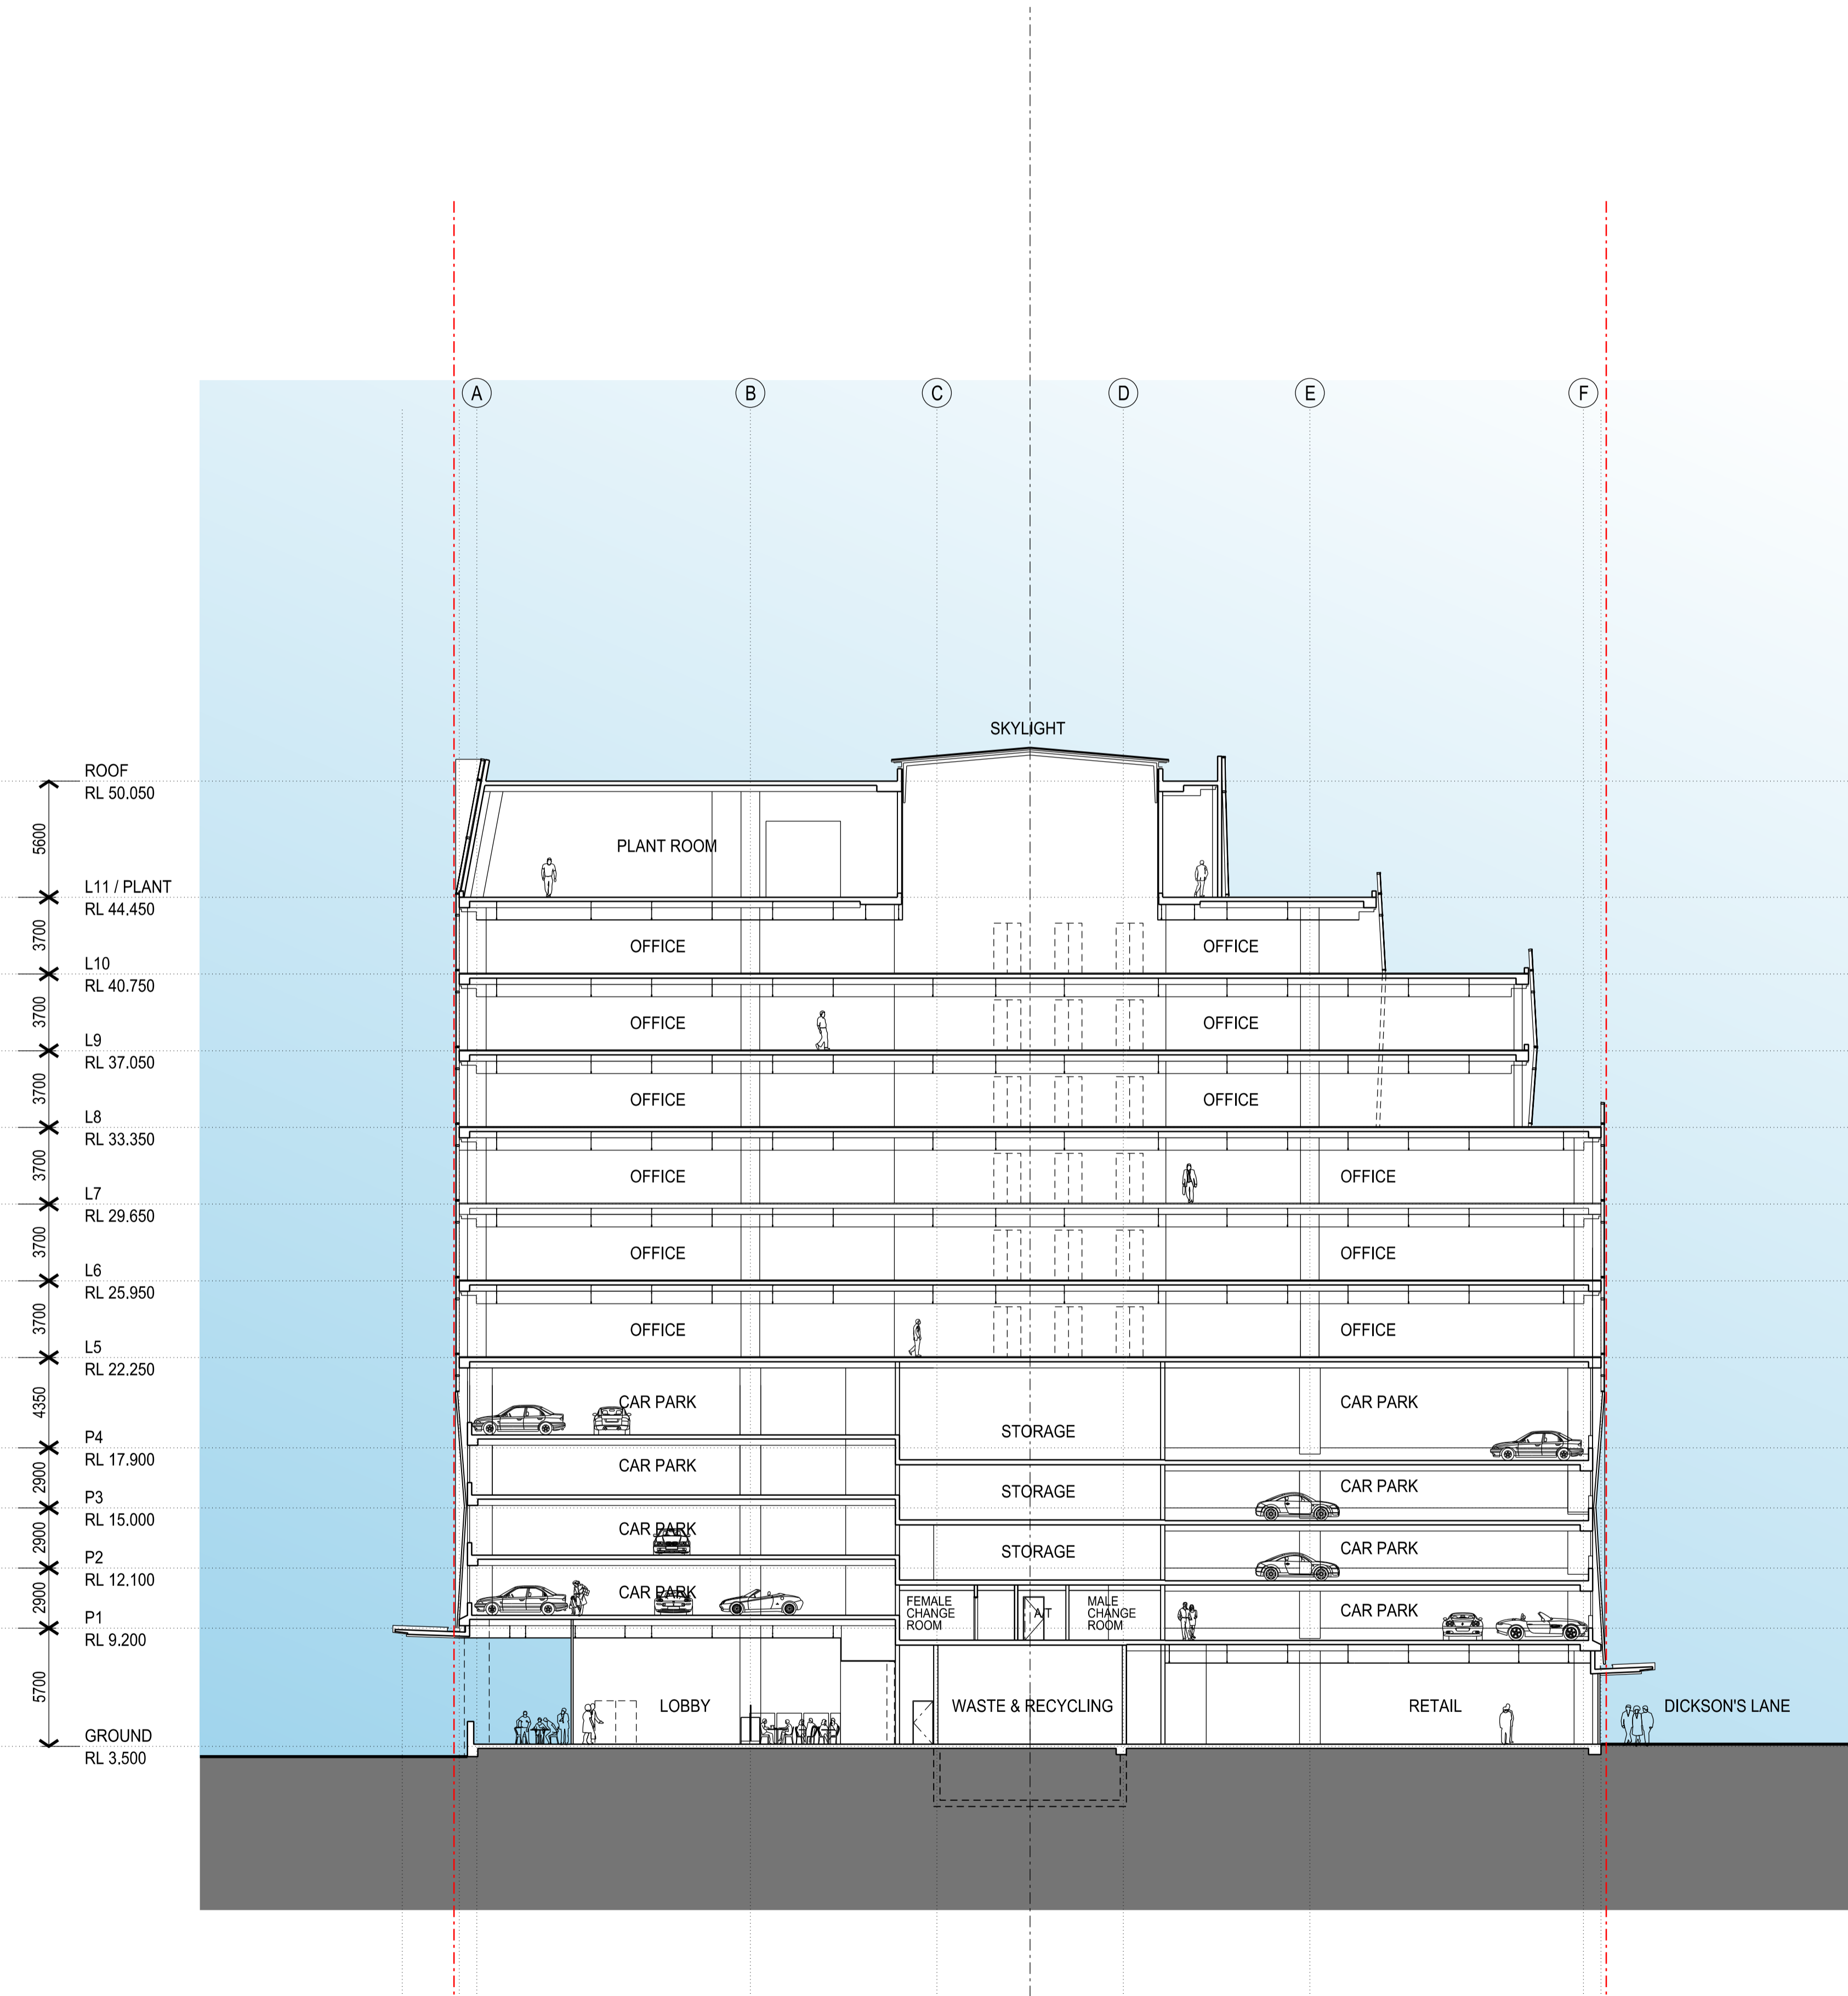 A B C D E F
SKYLIGHT
ROOF
RL 50.050
5600
PLANT ROOM
L11 / PLANT
RL 44.450
3700
OFFICE OFFICE
L10
RL 40.750
3700
OFFICE OFFICE
L9
RL 37.050
3700
OFFICE OFFICE
L8
RL 33.350
3700
OFFICE OFFICE
L7
RL 29.650
3700
OFFICE OFFICE
L6
RL 25.950
3700
OFFICE OFFICE
L5
RL 22.250
4350
CAR PARK CAR PARK
STORAGE
P4
RL 17.900
2900
CAR PARK CAR PARK
STORAGE
P3
RL 15.000
2900
CAR PARK CAR PARK
STORAGE
P2
RL 12.100
2900
CAR PARK CAR PARK
FEMALE
CHANGE
ROOM
A/T
MALE
CHANGE
ROOM
P1
RL 9.200
5700
LOBBY WASTE & RECYCLING RETAIL DICKSON'S LANE
GROUND
RL 3.500